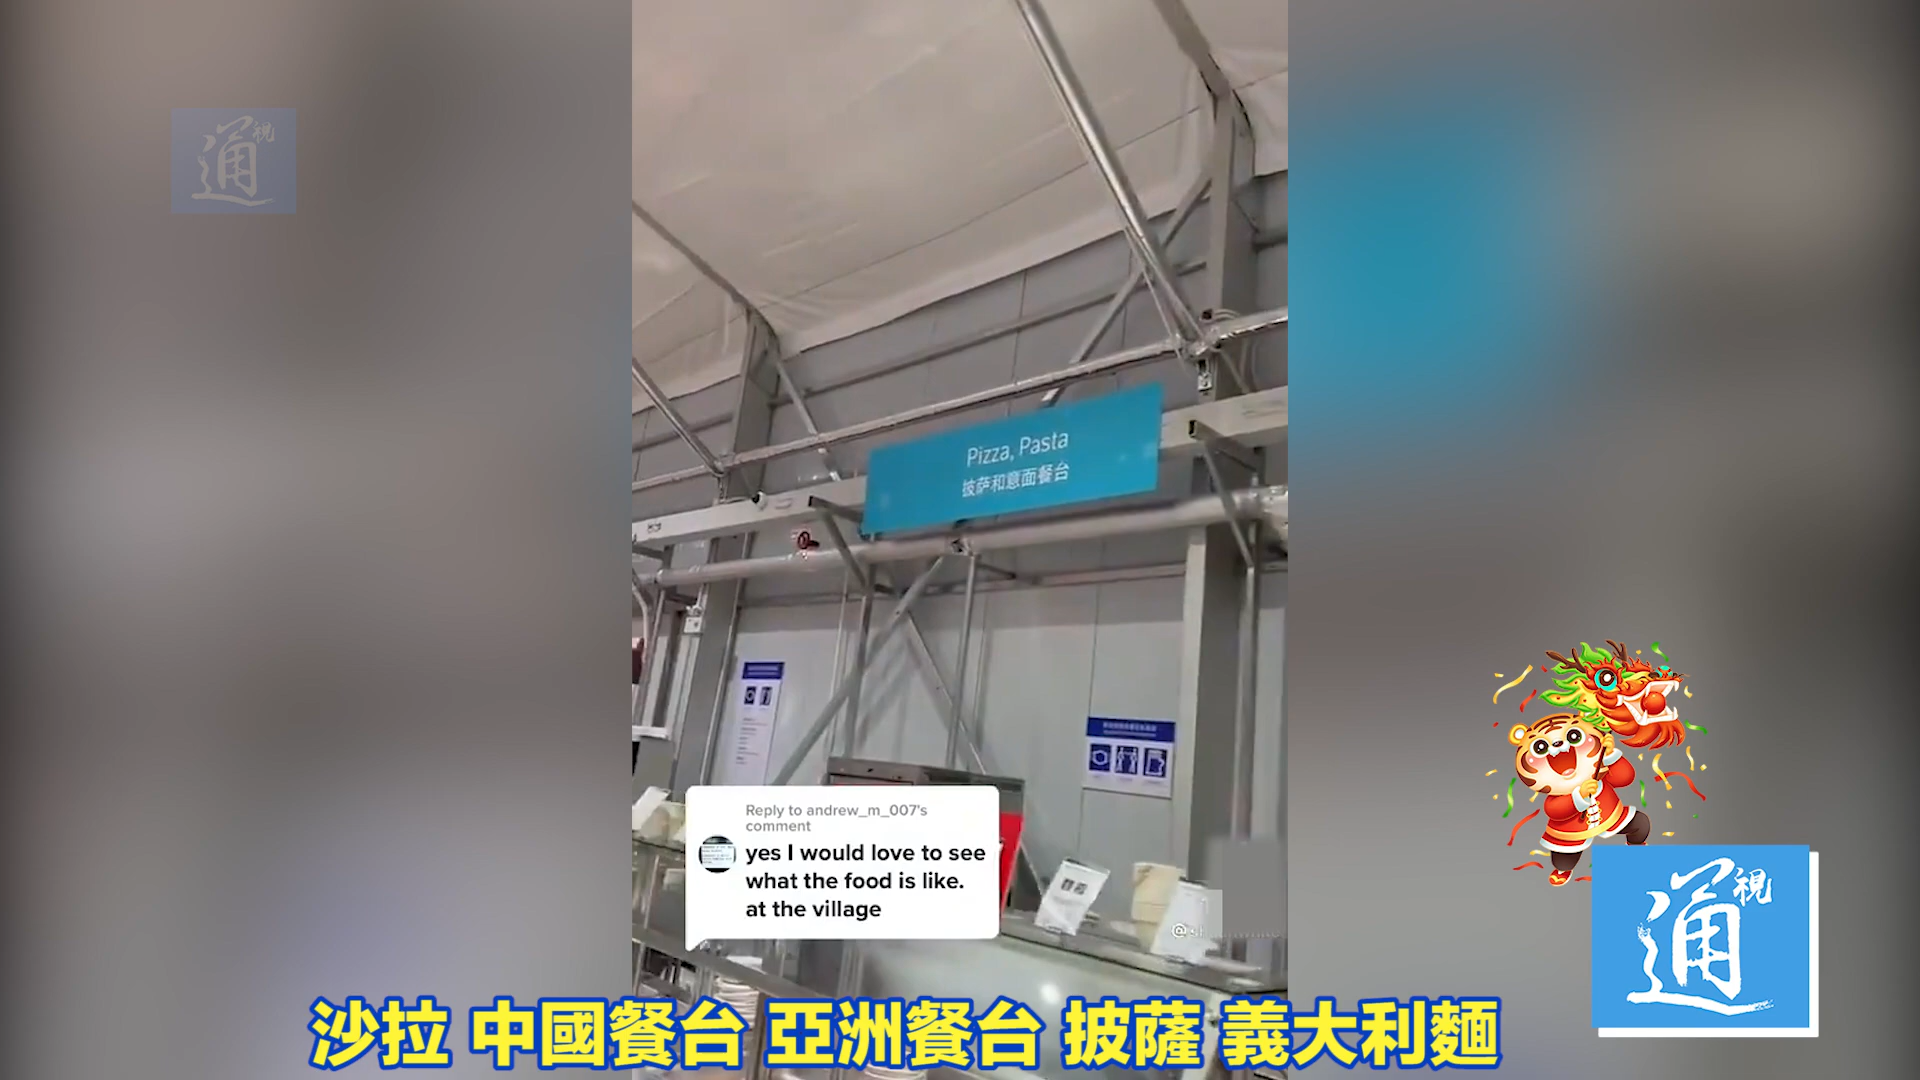 通視
Pizza, Pasta
披萨和意面餐台
Reply to andrew_m_007's
comment
yes I would love to see
what the food is like.
at the village
通視
沙拉 中國餐台 亞洲餐台 披薩 義大利麵